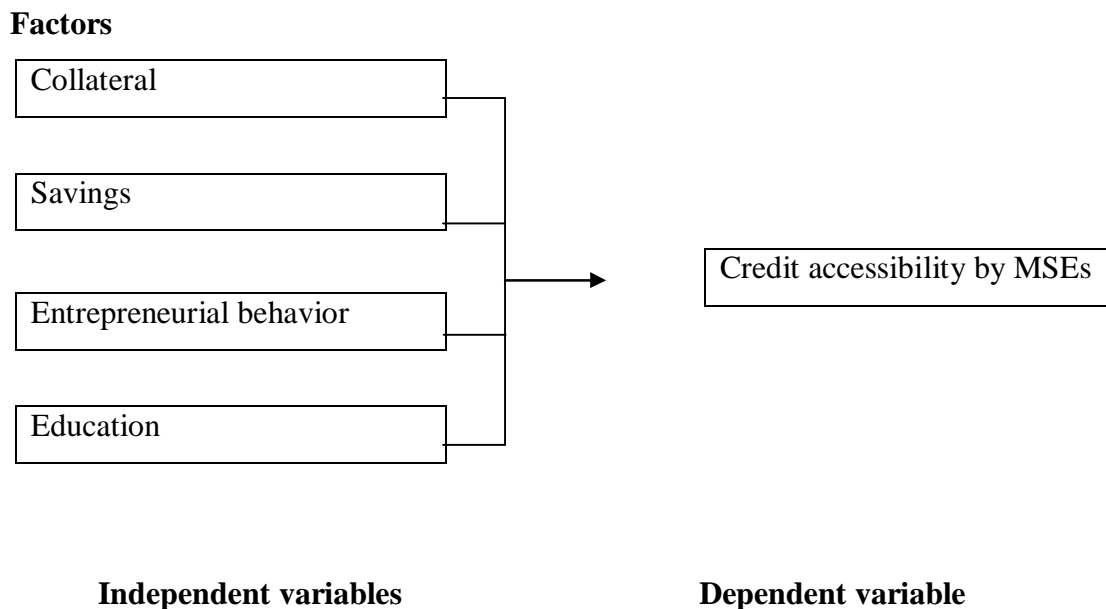 Factors
Collateral
Savings
Credit accessibility by MSEs
Entrepreneurial behavior
Education
Independent variables
Dependent variable